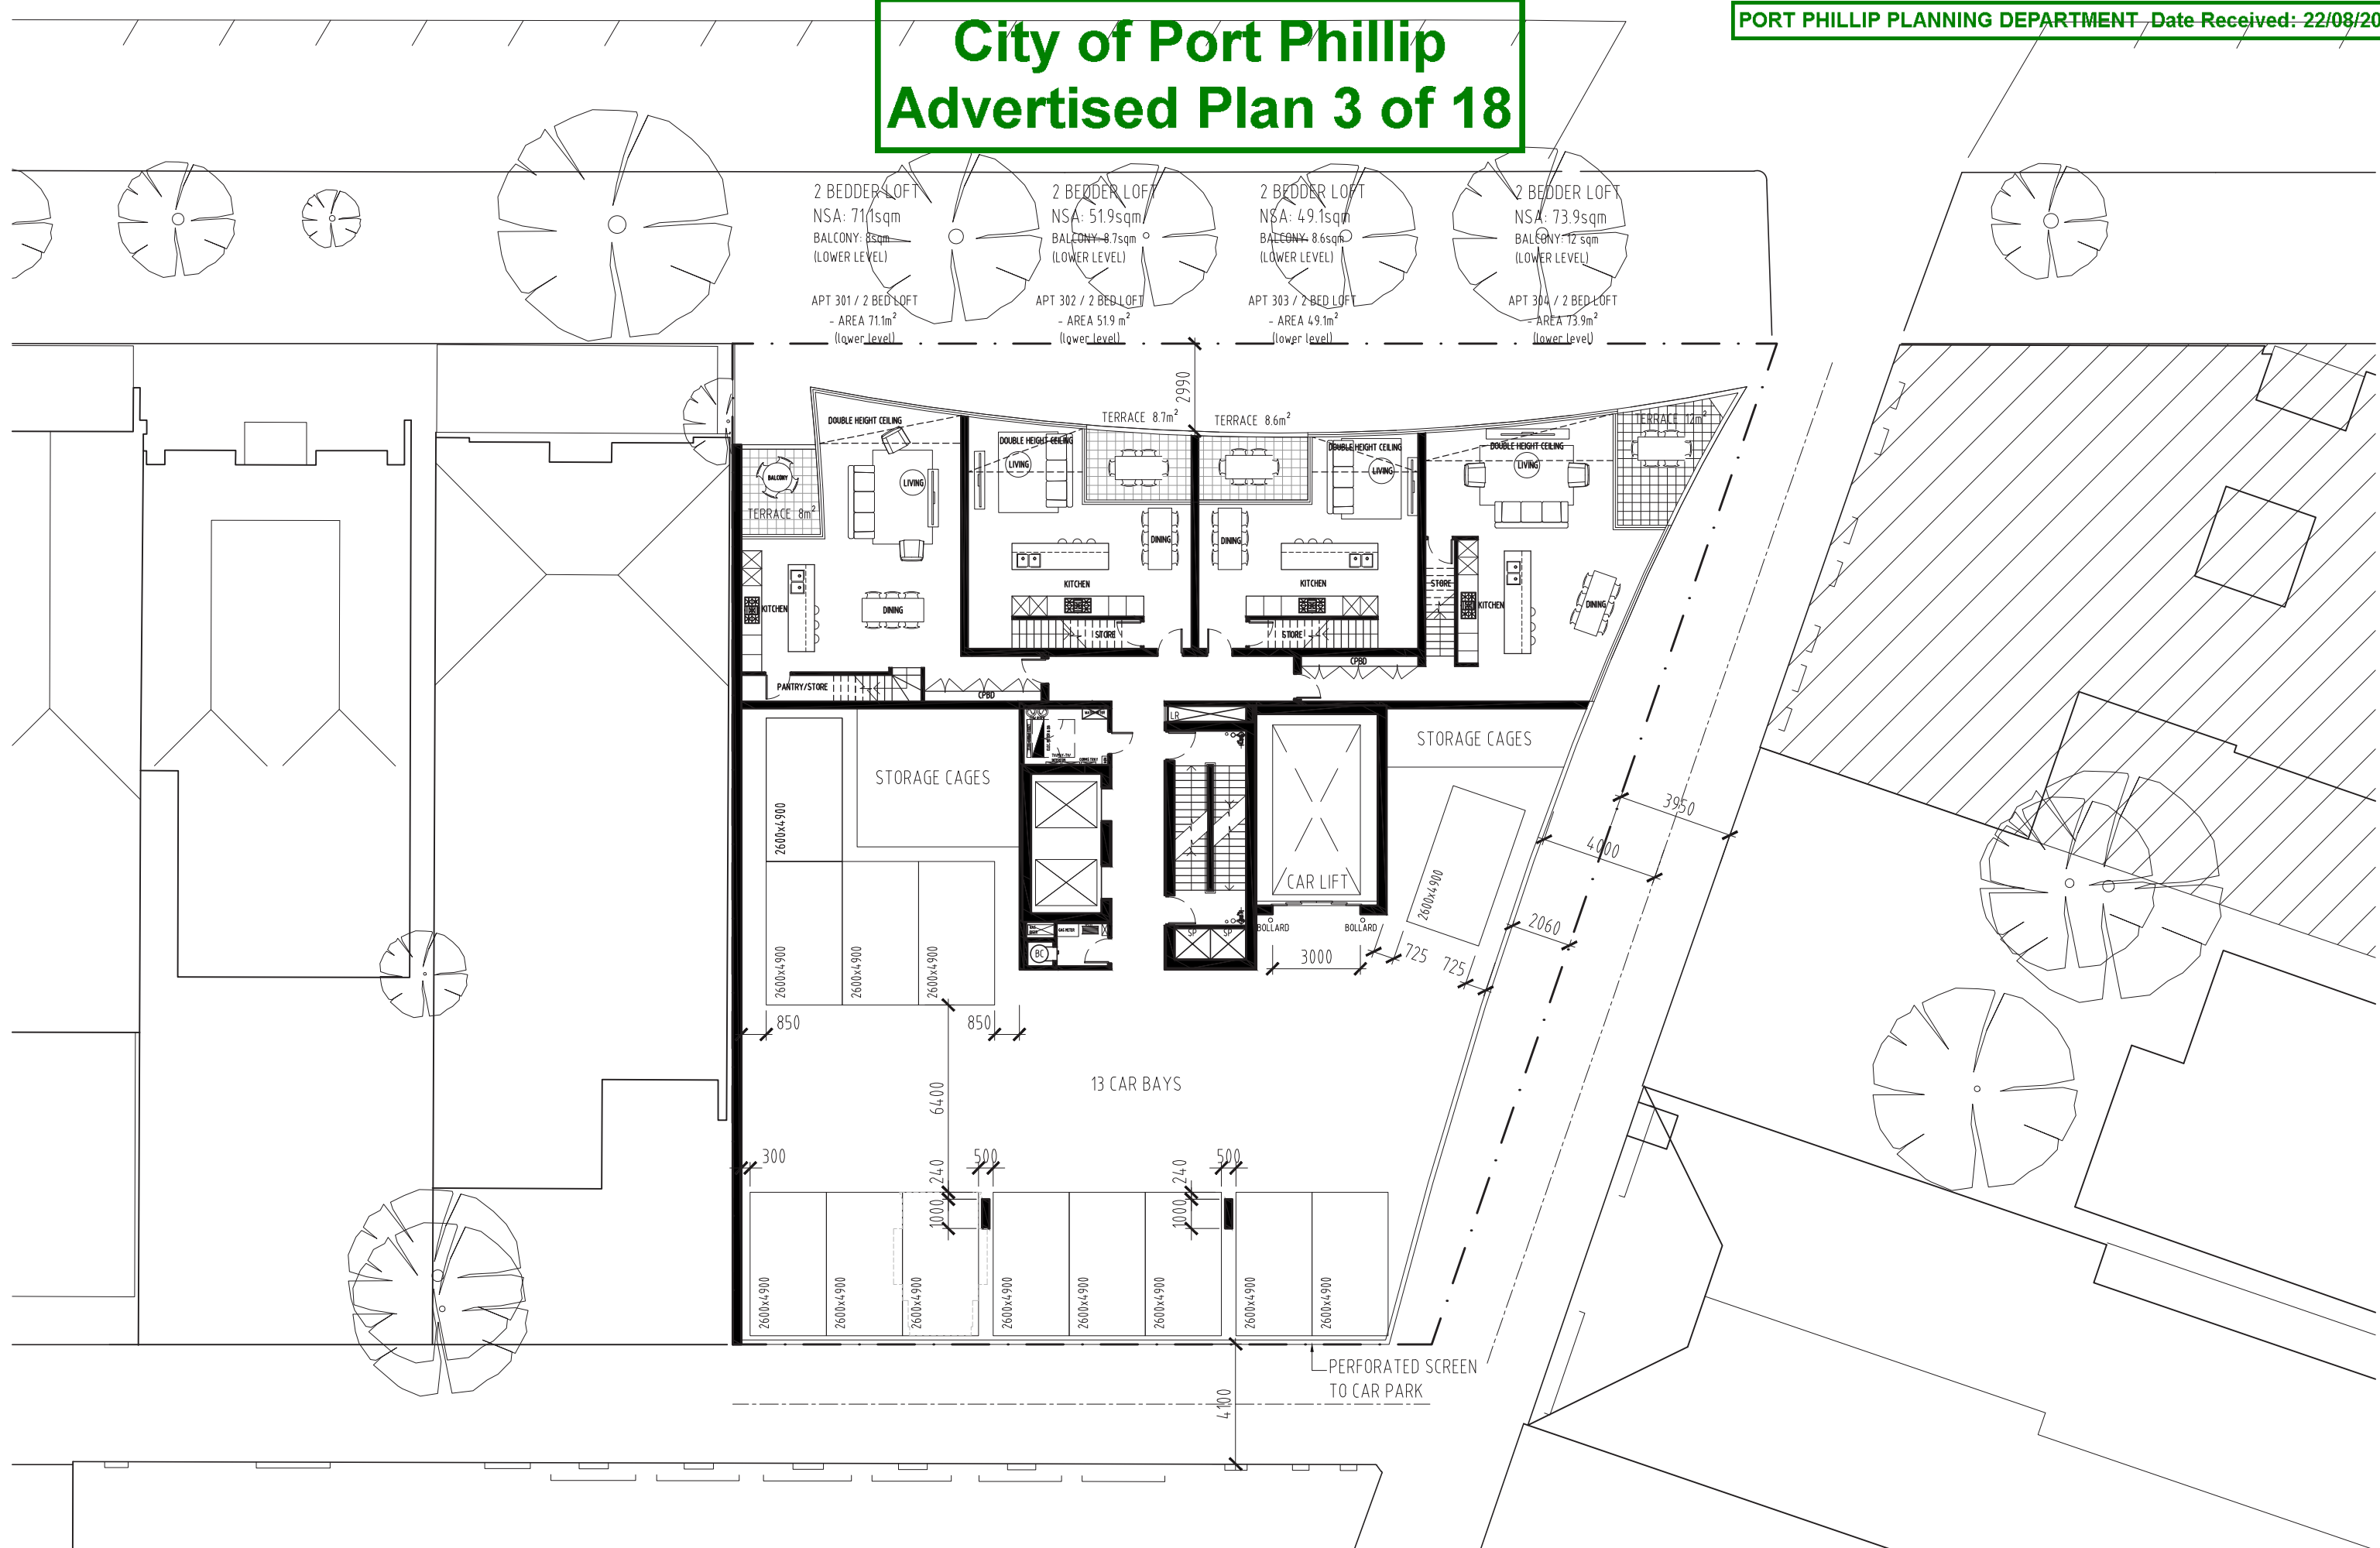 City of Port Phillip
Advertised Plan 3 of 18
PORT PHILLIP PLANNING DEPARTMENT Date Received: 22/08/20
2 BEDDER LOFT
NSA: 71.1sqm
BALCONY: 8sqm
(LOWER LEVEL)
2 BEDDER LOFT
NSA: 51.9sqm
BALCONY: 8.7sqm
(LOWER LEVEL)
2 BEDDER LOFT
NSA: 49.1sqm
BALCONY: 8.6sqm
(LOWER LEVEL)
2 BEDDER LOFT
NSA: 73.9sqm
BALCONY: 12 sqm
(LOWER LEVEL)
APT 301 / 2 BED LOFT
- AREA 71.1m²
(lower level)
APT 302 / 2 BED LOFT
- AREA 51.9 m²
(lower level)
APT 303 / 2 BED LOFT
- AREA 49.1m²
(lower level)
APT 304 / 2 BED LOFT
- AREA 73.9m²
(lower level)
2990
DOUBLE HEIGHT CEILING
TERRACE 8.7m²
TERRACE 8.6m²
TERRACE 12m²
DOUBLE HEIGHT CEILING
DOUBLE HEIGHT CEILING
DOUBLE HEIGHT CEILING
LIVING
LIVING
LIVING
LIVING
BALCONY
TERRACE 8m²
DINING
DINING
KITCHEN
KITCHEN
STORE
KITCHEN
DINING
KITCHEN
DINING
STORE
STORE
CPBD
PANTRY/STORE
CPBD
LR
STORAGE CAGES
STORAGE CAGES
2600x4900
3950
4000
CAR LIFT
2600x4900
GAS METER
SP
SP
BOLLARD
BOLLARD
2060
BC
3000
725
725
2600x4900
2600x4900
2600x4900
850
850
6400
13 CAR BAYS
300
240
500
240
500
1000
1000
2600x4900
2600x4900
2600x4900
2600x4900
2600x4900
2600x4900
2600x4900
2600x4900
PERFORATED SCREEN
TO CAR PARK
4100